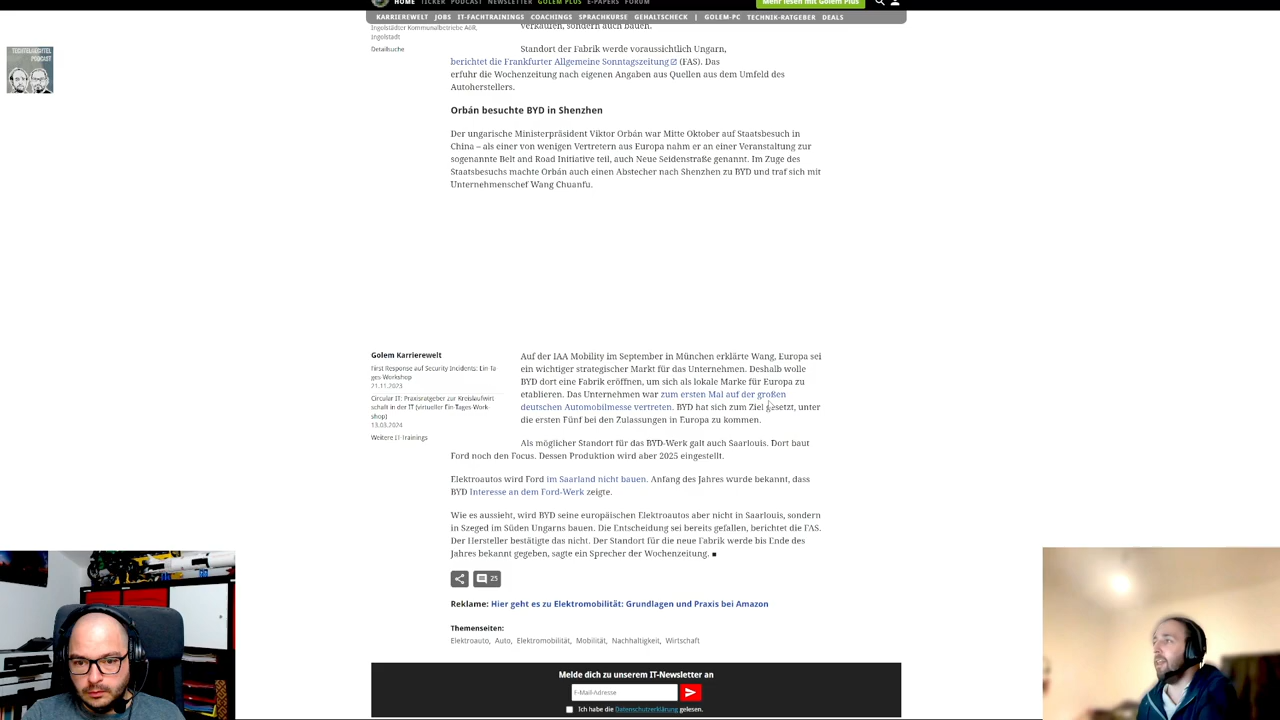 HOME TICKER PODCAST NEWSLETTER GOLEM PLUS E-PAPERS FORUM
Mehr lesen mit Golem Plus
KARRIEREWELT JOBS IT-FACHTRAININGS COACHINGS SPRACHKURSE GEHALTSCHECK | GOLEM-PC TECHNIK-RATGEBER DEALS
TECHTELMECHTEL
PODCAST
Ingolstädter Kommunalbetriebe AöR,
Ingolstadt
Detailsuche
verkaufen, sondern auch bauen.
Standort der Fabrik werde voraussichtlich Ungarn,
berichtet die Frankfurter Allgemeine Sonntagszeitung (FAS). Das
erfuhr die Wochenzeitung nach eigenen Angaben aus Quellen aus dem Umfeld des
Autoherstellers.
Orbán besuchte BYD in Shenzhen
Der ungarische Ministerpräsident Viktor Orbán war Mitte Oktober auf Staatsbesuch in
China – als einer von wenigen Vertretern aus Europa nahm er an einer Veranstaltung zur
sogenannte Belt and Road Initiative teil, auch Neue Seidenstraße genannt. Im Zuge des
Staatsbesuchs machte Orbán auch einen Abstecher nach Shenzhen zu BYD und traf sich mit
Unternehmenschef Wang Chuanfu.
Golem Karrierewelt
First Response auf Security Incidents: Ein-Ta
ges-Workshop
21.11.2023
Circular IT: Praxisratgeber zur Kreislaufwirt
schaft in der IT (virtueller Ein-Tages-Work-
shop)
13.03.2024
Weitere IT-Trainings
Auf der IAA Mobility im September in München erklärte Wang, Europa sei
ein wichtiger strategischer Markt für das Unternehmen. Deshalb wolle
BYD dort eine Fabrik eröffnen, um sich als lokale Marke für Europa zu
etablieren. Das Unternehmen war zum ersten Mal auf der großen
deutschen Automobilmesse vertreten. BYD hat sich zum Ziel gesetzt, unter
die ersten Fünf bei den Zulassungen in Europa zu kommen.
Als möglicher Standort für das BYD-Werk galt auch Saarlouis. Dort baut
Ford noch den Focus. Dessen Produktion wird aber 2025 eingestellt.
Elektroautos wird Ford im Saarland nicht bauen. Anfang des Jahres wurde bekannt, dass
BYD Interesse an dem Ford-Werk zeigte.
Wie es aussieht, wird BYD seine europäischen Elektroautos aber nicht in Saarlouis, sondern
in Szeged im Süden Ungarns bauen. Die Entscheidung sei bereits gefallen, berichtet die FAS.
Der Hersteller bestätigte das nicht. Der Standort für die neue Fabrik werde bis Ende des
Jahres bekannt gegeben, sagte ein Sprecher der Wochenzeitung.
25
Reklame: Hier geht es zu Elektromobilität: Grundlagen und Praxis bei Amazon
Themenseiten:
Elektroauto, Auto, Elektromobilität, Mobilität, Nachhaltigkeit, Wirtschaft
Melde dich zu unserem IT-Newsletter an
E-Mail-Adresse
Ich habe die Datenschutzerklärung gelesen.